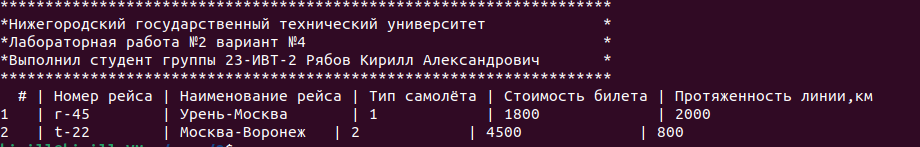 ********************************************************************
*Нижегородский государственный технический университет             *
*Лабораторная работа №2 вариант №4                                 *
*Выполнил студент группы 23-ИВТ-2 Рябов Кирилл Александрович       *
********************************************************************
  # | Номер рейса | Наименование рейса | Тип самолёта | Стоимость билета | Протяженность линии,км
1   | г-45        | Урень-Москва         | 1            | 1800             | 2000
2   | t-22        | Москва-Воронеж   | 2            | 4500             | 800